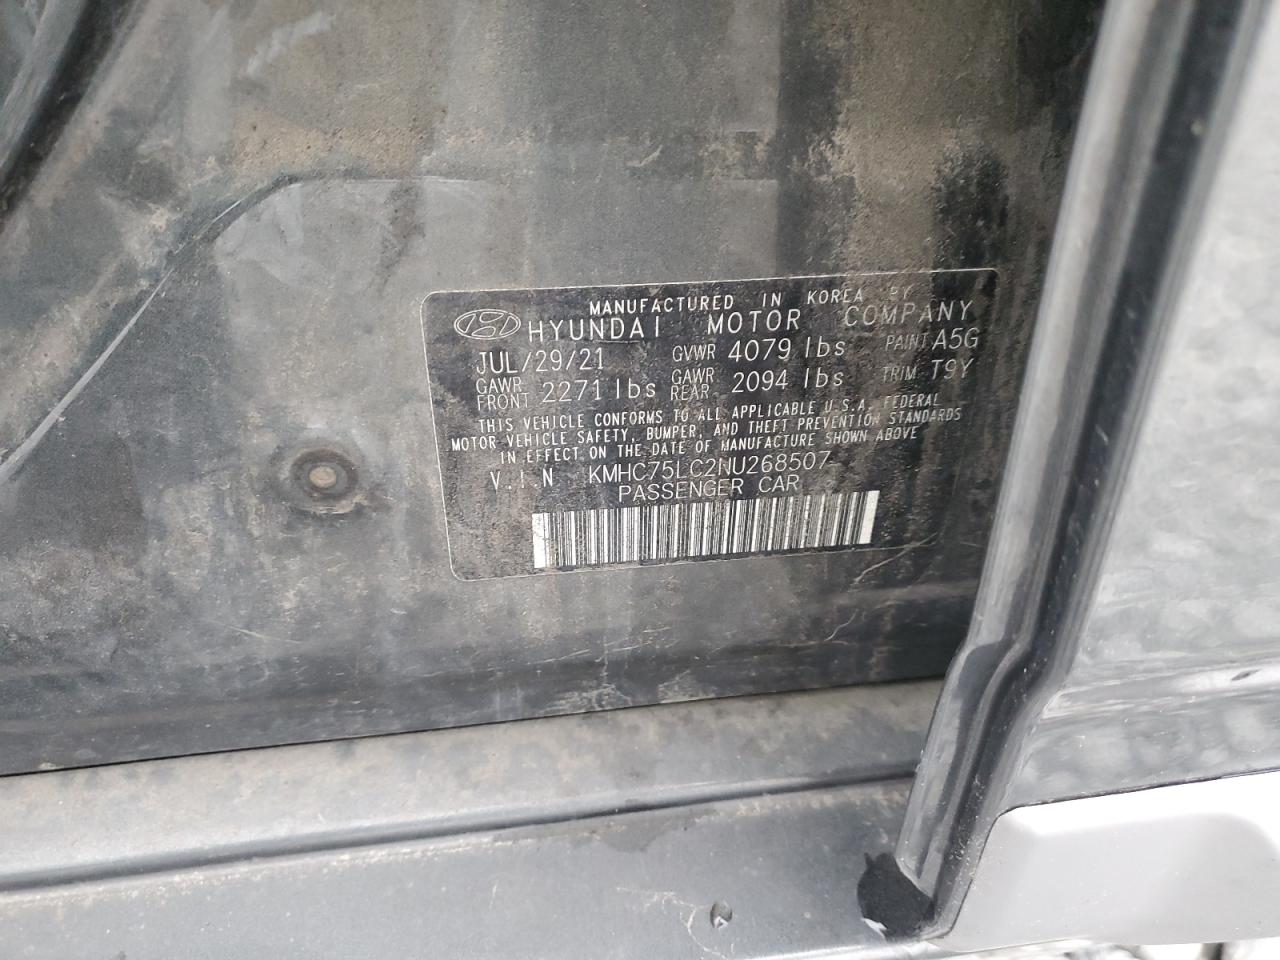 MANUFACTURED IN KOREA BY
HYUNDAI MOTOR COMPANY
JUL/29/21 GVWR 4079 lbs PAINT A5G
GAWR FRONT 2271 lbs GAWR REAR 2094 lbs TRIM T9Y
THIS VEHICLE CONFORMS TO ALL APPLICABLE U.S.A. FEDERAL
MOTOR VEHICLE SAFETY, BUMPER, AND THEFT PREVENTION STANDARDS
IN EFFECT ON THE DATE OF MANUFACTURE SHOWN ABOVE
V.I.N KMHC75LC2NU268507
PASSENGER CAR